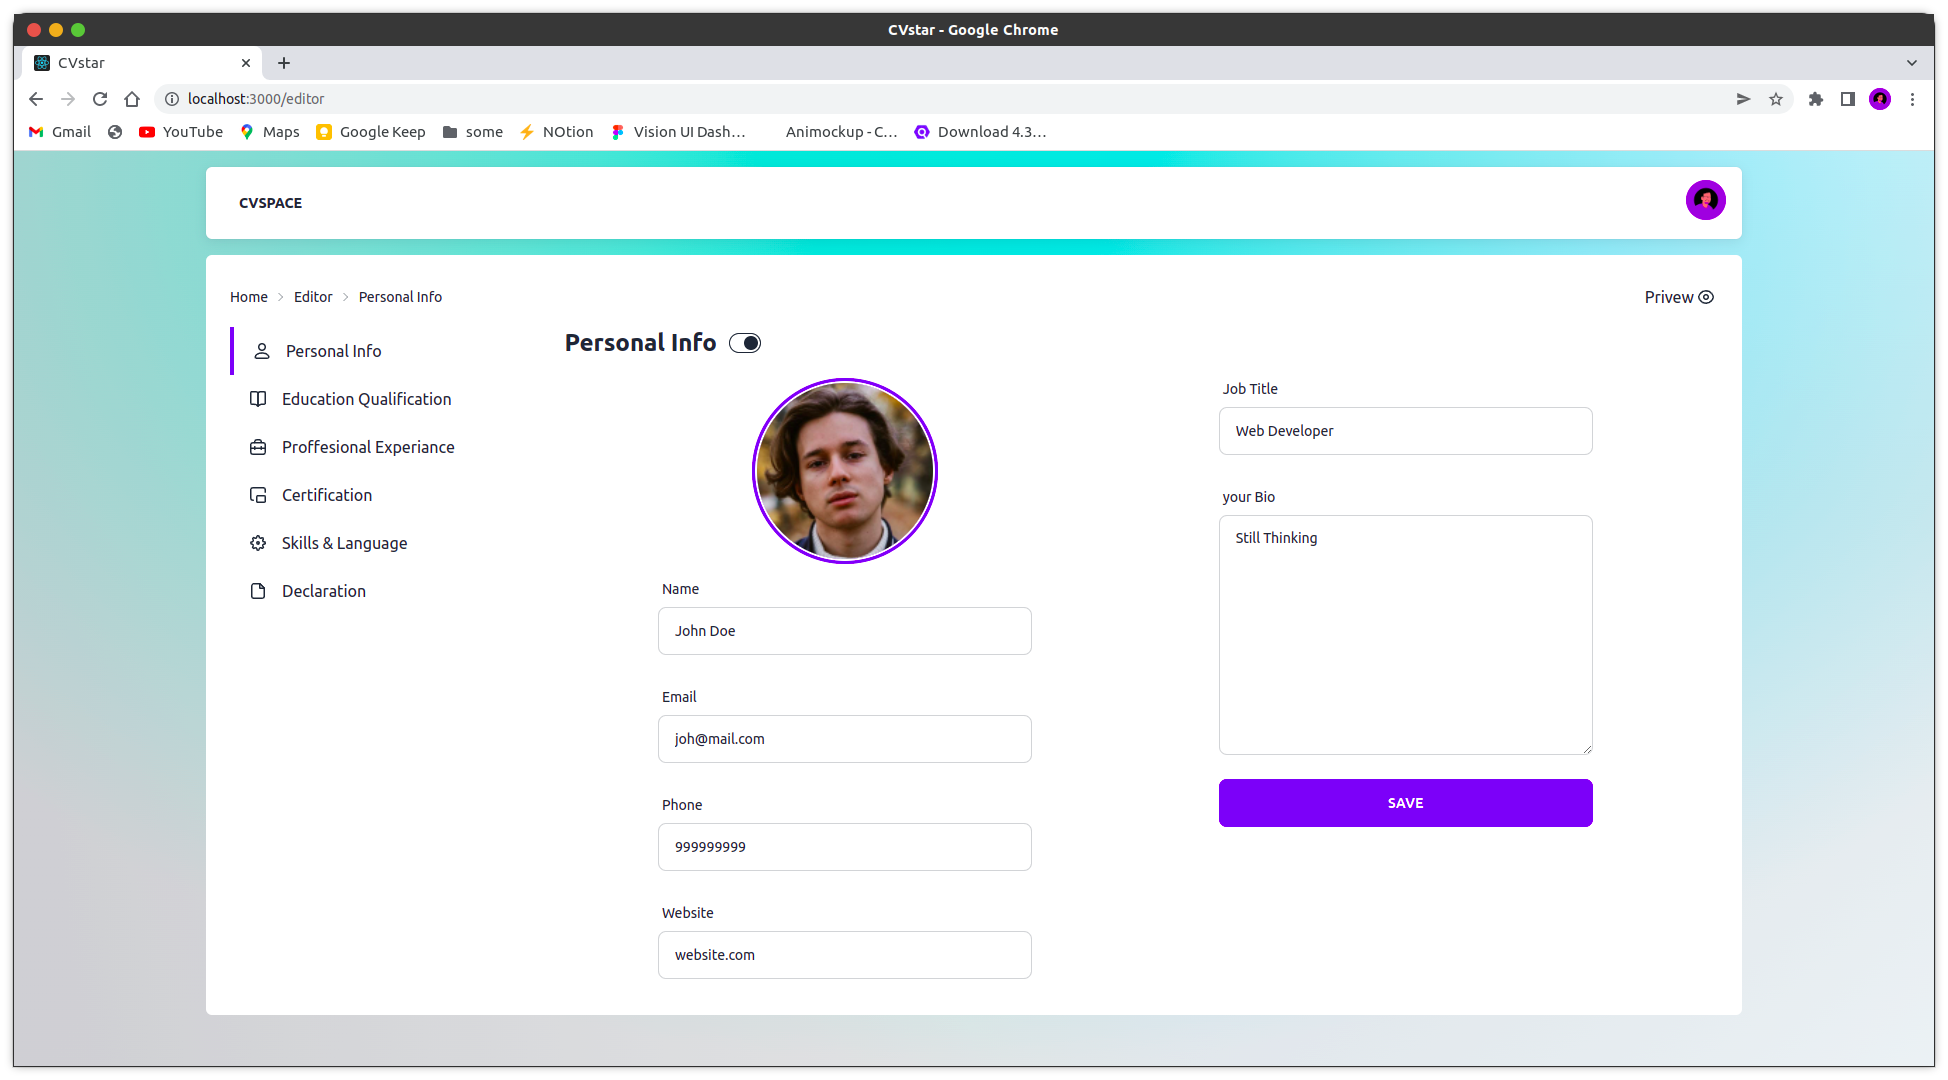 CVstar - Google Chrome
CVstar
localhost:3000/editor
Gmail YouTube Maps Google Keep some NOtion Vision UI Dash... Animockup - C... Download 4.3...
CVSPACE
Home Editor Personal Info
Privew
Personal Info
Education Qualification
Proffesional Experiance
Certification
Skills & Language
Declaration
Personal Info
Name
John Doe
Email
joh@mail.com
Phone
999999999
Website
website.com
Job Title
Web Developer
your Bio
Still Thinking
SAVE